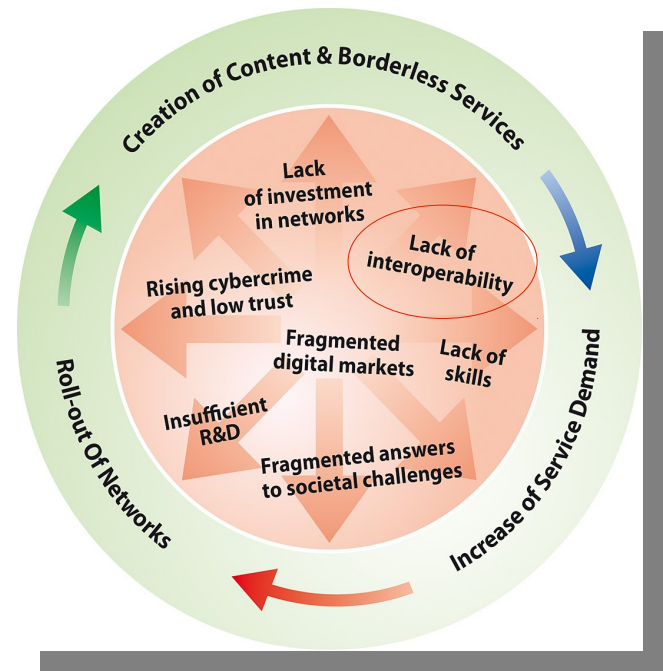 Creation of Content & Borderless Services
Lack
of investment
in networks
Lack of
interoperability
Rising cybercrime
and low trust
Fragmented
digital markets
Lack of
skills
Insufficient
R&D
Fragmented answers
to societal challenges
Increase of Service Demand
Roll-out Of Networks